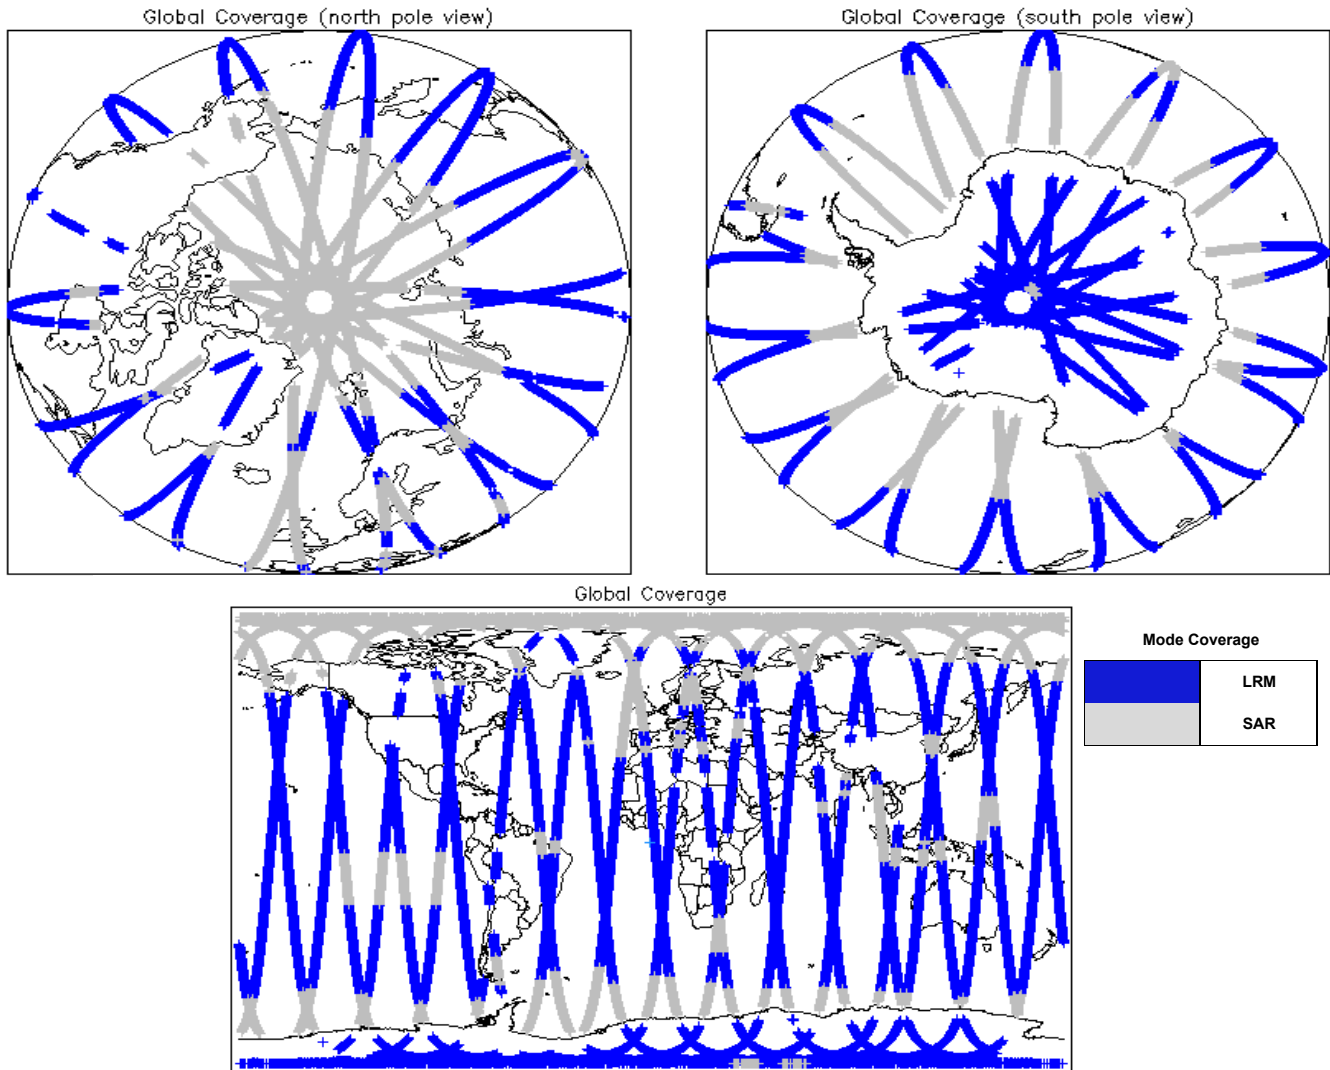 Global Coverage (north pole view)
Global Coverage (south pole view)
Global Coverage
Mode Coverage
LRM
SAR